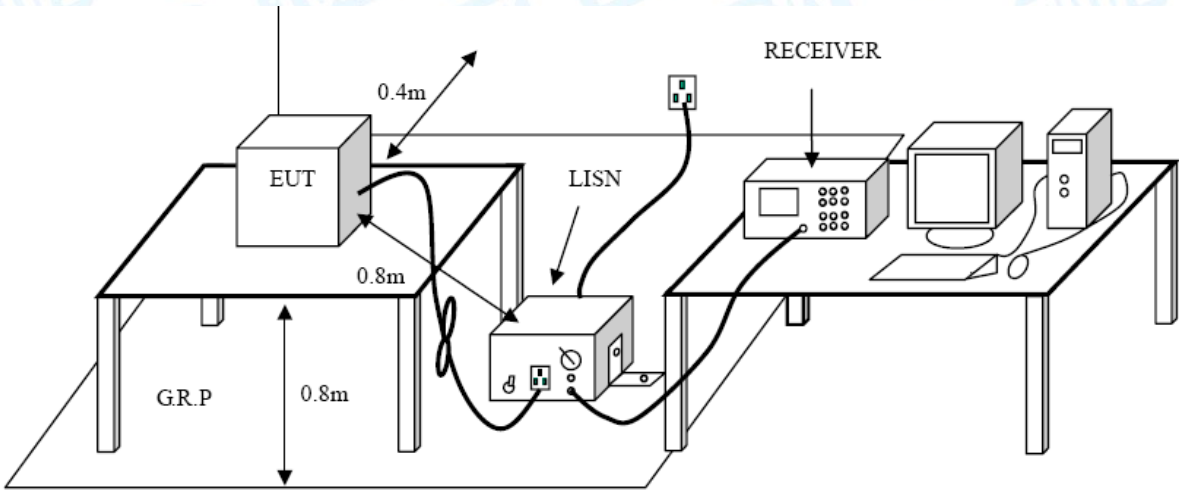 RECEIVER
0.4m
EUT
LISN
0.8m
G.R.P
0.8m